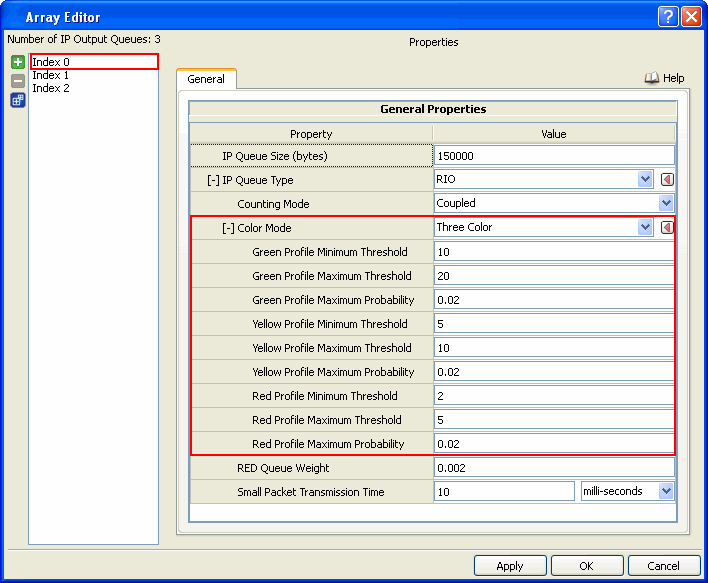 Array Editor
Number of IP Output Queues: 3
Properties
Index 0
Index 1
Index 2
General
Help
General Properties
Property Value
IP Queue Size (bytes) 150000
[-] IP Queue Type RIO
Counting Mode Coupled
[-] Color Mode Three Color
Green Profile Minimum Threshold 10
Green Profile Maximum Threshold 20
Green Profile Maximum Probability 0.02
Yellow Profile Minimum Threshold 5
Yellow Profile Maximum Threshold 10
Yellow Profile Maximum Probability 0.02
Red Profile Minimum Threshold 2
Red Profile Maximum Threshold 5
Red Profile Maximum Probability 0.02
RED Queue Weight 0.002
Small Packet Transmission Time 10 milli-seconds
Apply OK Cancel